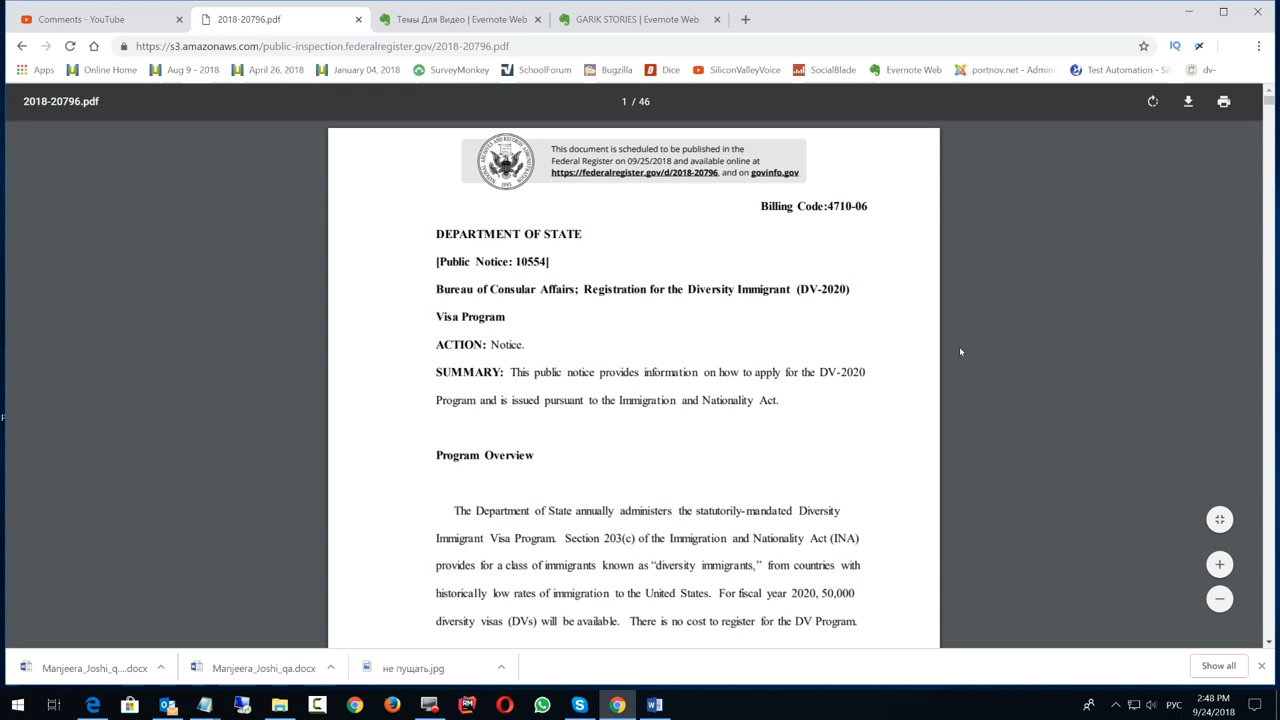 Comments - YouTube
2018-20796.pdf
Темы Для Видео | Evernote Web
GARIK STORIES | Evernote Web
https://s3.amazonaws.com/public-inspection.federalregister.gov/2018-20796.pdf
IQ
Apps
Online Home
Aug 9 - 2018
April 26, 2018
January 04, 2018
SurveyMonkey
SchoolForum
Bugzilla
Dice
SiliconValleyVoice
SocialBlade
Evernote Web
portnov.net - Admin
Test Automation - Sil
dv-
2018-20796.pdf
1 / 46
This document is scheduled to be published in the
Federal Register on 09/25/2018 and available online at
https://federalregister.gov/d/2018-20796, and on govinfo.gov
Billing Code:4710-06
DEPARTMENT OF STATE
[Public Notice: 10554]
Bureau of Consular Affairs; Registration for the Diversity Immigrant (DV-2020)
Visa Program
ACTION: Notice.
SUMMARY: This public notice provides information on how to apply for the DV-2020
Program and is issued pursuant to the Immigration and Nationality Act.
Program Overview
The Department of State annually administers the statutorily-mandated Diversity
Immigrant Visa Program. Section 203(c) of the Immigration and Nationality Act (INA)
provides for a class of immigrants known as “diversity immigrants,” from countries with
historically low rates of immigration to the United States. For fiscal year 2020, 50,000
diversity visas (DVs) will be available. There is no cost to register for the DV Program.
Manjeera_Joshi_q....docx
Manjeera_Joshi_qa.docx
не пущать.jpg
Show all
РУС
2:48 PM
9/24/2018